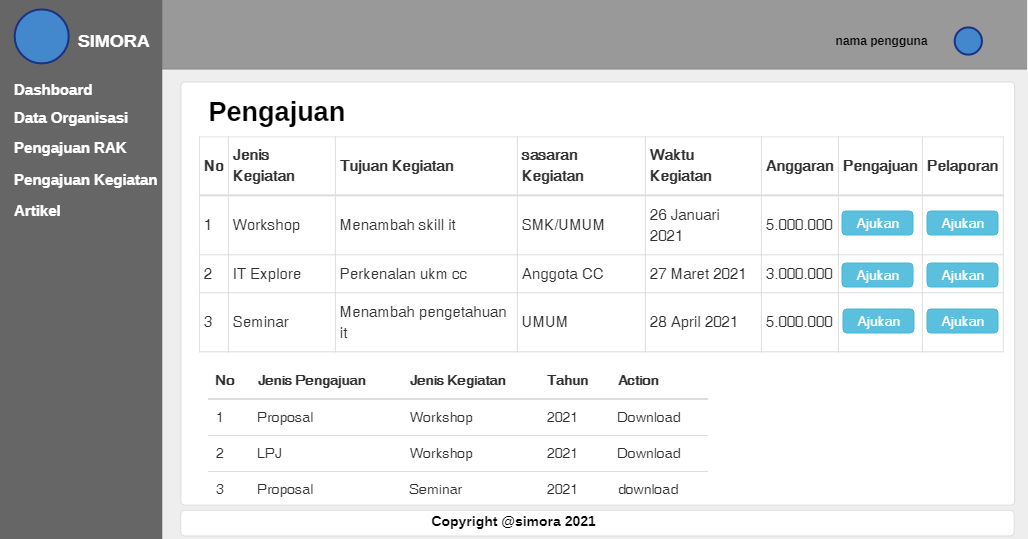 SIMORA
nama pengguna
Dashboard
Data Organisasi
Pengajuan RAK
Pengajuan Kegiatan
Artikel
Pengajuan
No Jenis Kegiatan Tujuan Kegiatan sasaran Kegiatan Waktu Kegiatan Anggaran Pengajuan Pelaporan
1 Workshop Menambah skill it SMK/UMUM 26 Januari 2021 5.000.000 Ajukan Ajukan
2 IT Explore Perkenalan ukm cc Anggota CC 27 Maret 2021 3.000.000 Ajukan Ajukan
3 Seminar Menambah pengetahuan it UMUM 28 April 2021 5.000.000 Ajukan Ajukan
No Jenis Pengajuan Jenis Kegiatan Tahun Action
1 Proposal Workshop 2021 Download
2 LPJ Workshop 2021 Download
3 Proposal Seminar 2021 download
Copyright @simora 2021